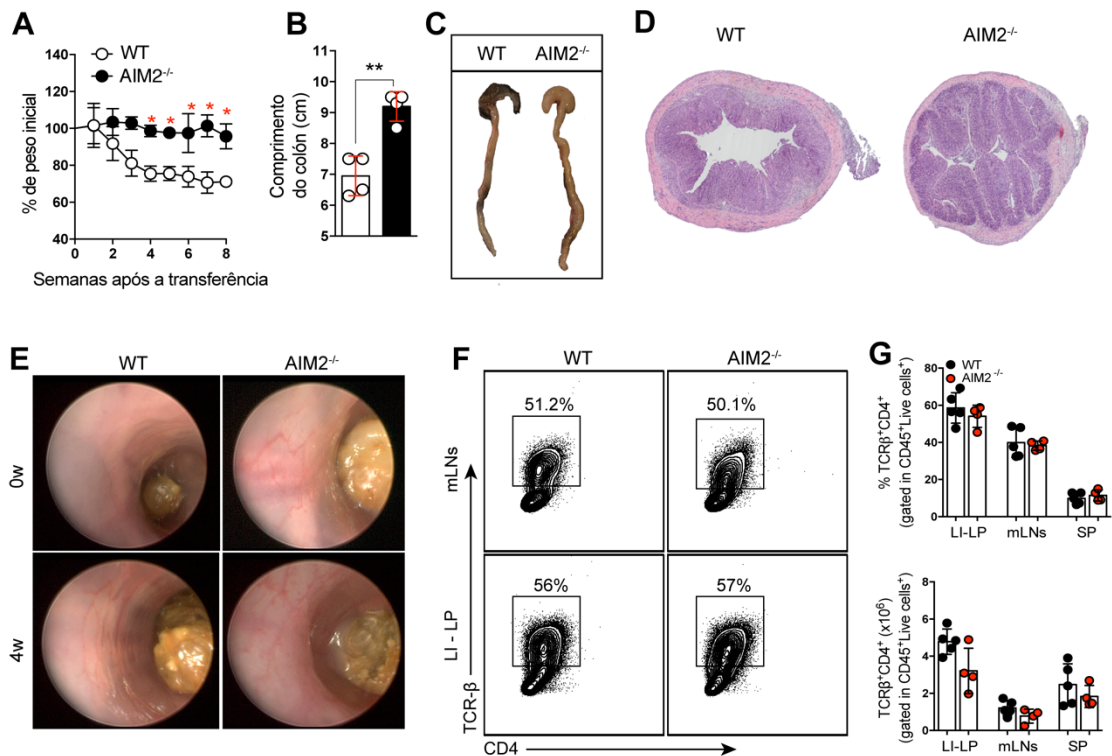 A
WT
AIM2-/-
% de peso inicial
120
100
80
60
40
* * * * *
0 2 4 6 8
Semanas após a transferência
B
**
Comprimento
do colón (cm)
11
10
9
8
7
6
5
C
WT AIM2-/-
D
WT AIM2-/-
E
WT AIM2-/-
0w
4w
F
WT AIM2-/-
mLNs
51.2% 50.1%
LI - LP
56% 57%
TCR-β
CD4
G
WT
AIM2-/-
% TCRβ+CD4+
(gated in CD45+Live cells+)
80
60
40
20
0
LI-LP mLNs SP
TCRβ+CD4+ (x10⁶)
(gated in CD45+Live cells+)
8
6
4
2
0
LI-LP mLNs SP